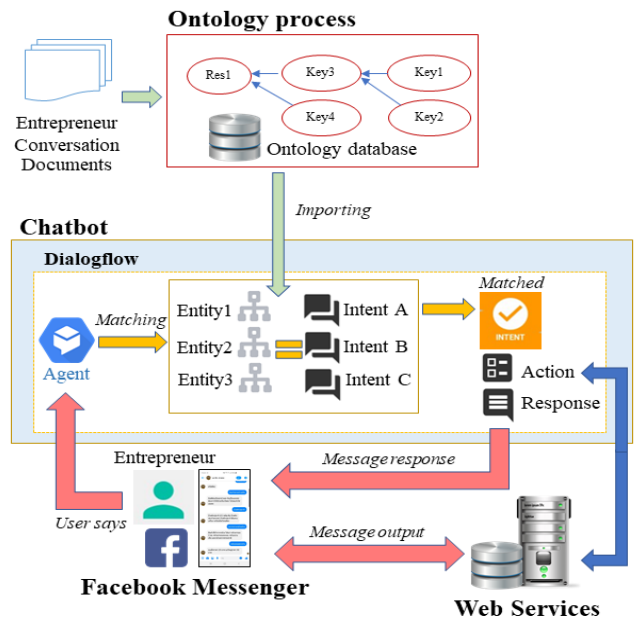 Ontology process
Res1
Key3
Key1
Key4
Key2
Ontology database
Entrepreneur
Conversation
Documents
Importing
Chatbot
Dialogflow
Matched
Matching
Entity1
Intent A
Entity2
Intent B
Entity3
Intent C
INTENT
Agent
Action
Response
Entrepreneur
Message response
User says
Message output
Facebook Messenger
Web Services